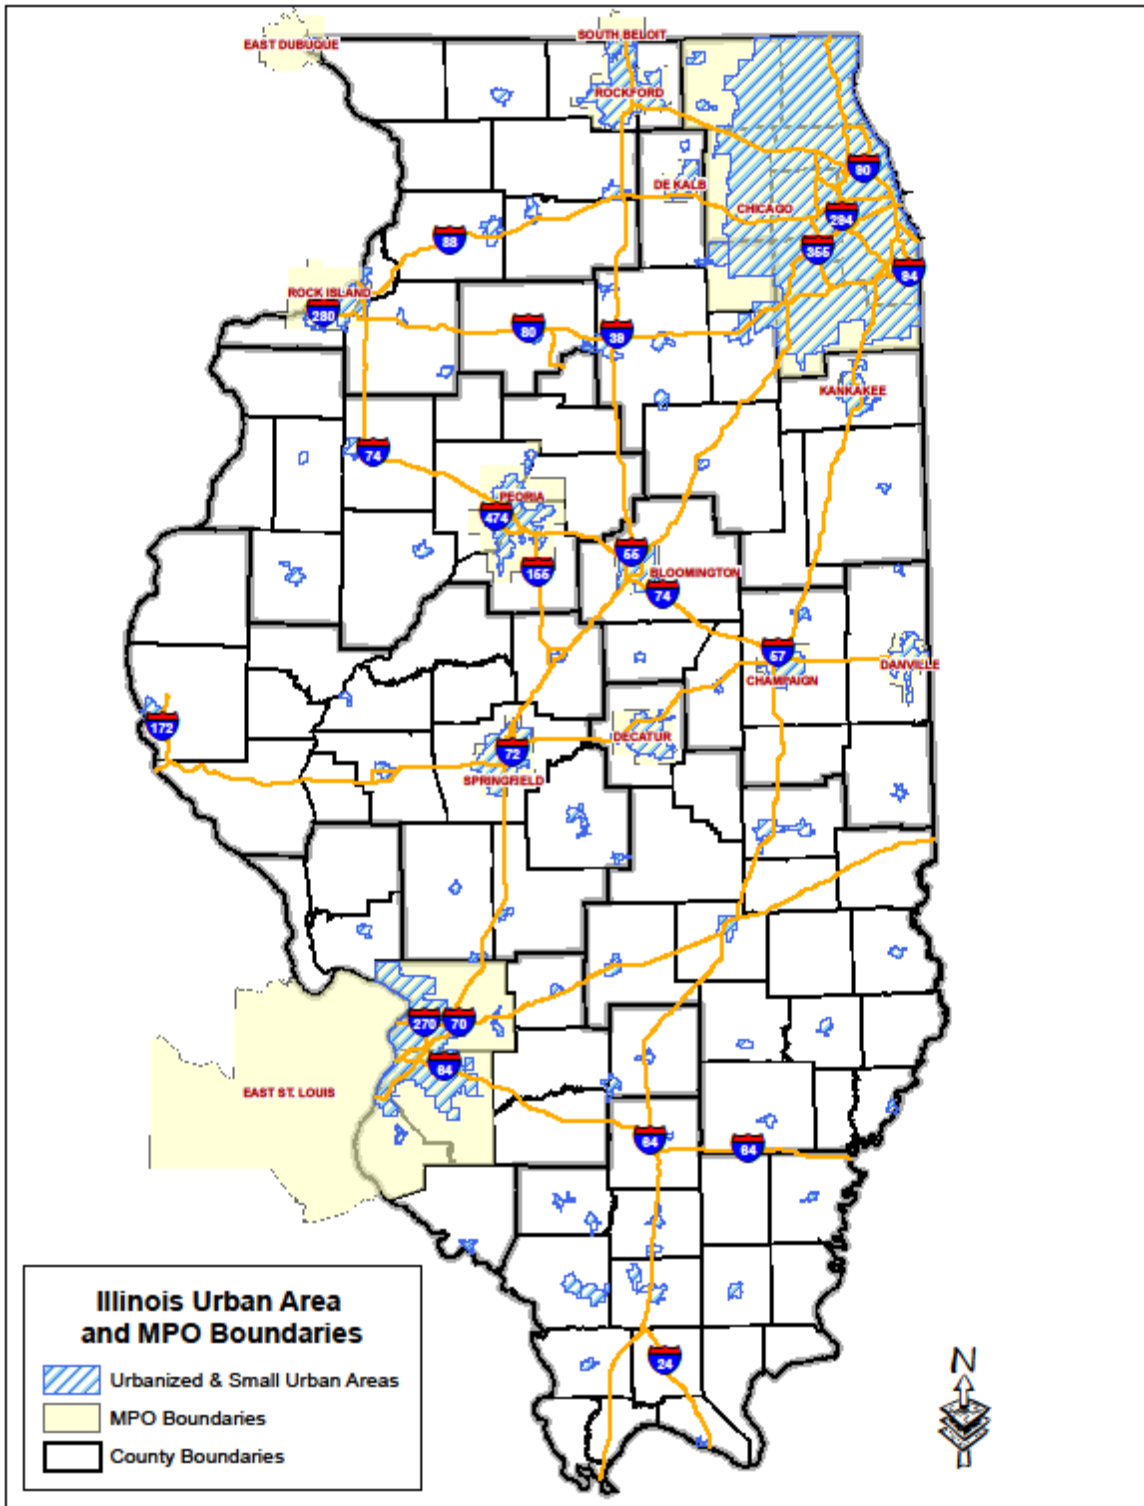 EAST DUBUQUE
SOUTH BELOIT
ROCKFORD
90
DE KALB
CHICAGO
294
88
355
94
ROCK ISLAND
280
80
39
KANKAKEE
74
PEORIA
474
55
155
BLOOMINGTON
74
57
DANVILLE
CHAMPAIGN
172
DECATUR
72
SPRINGFIELD
270
70
64
EAST ST. LOUIS
64
64
24
Illinois Urban Area
and MPO Boundaries
Urbanized & Small Urban Areas
MPO Boundaries
County Boundaries
N